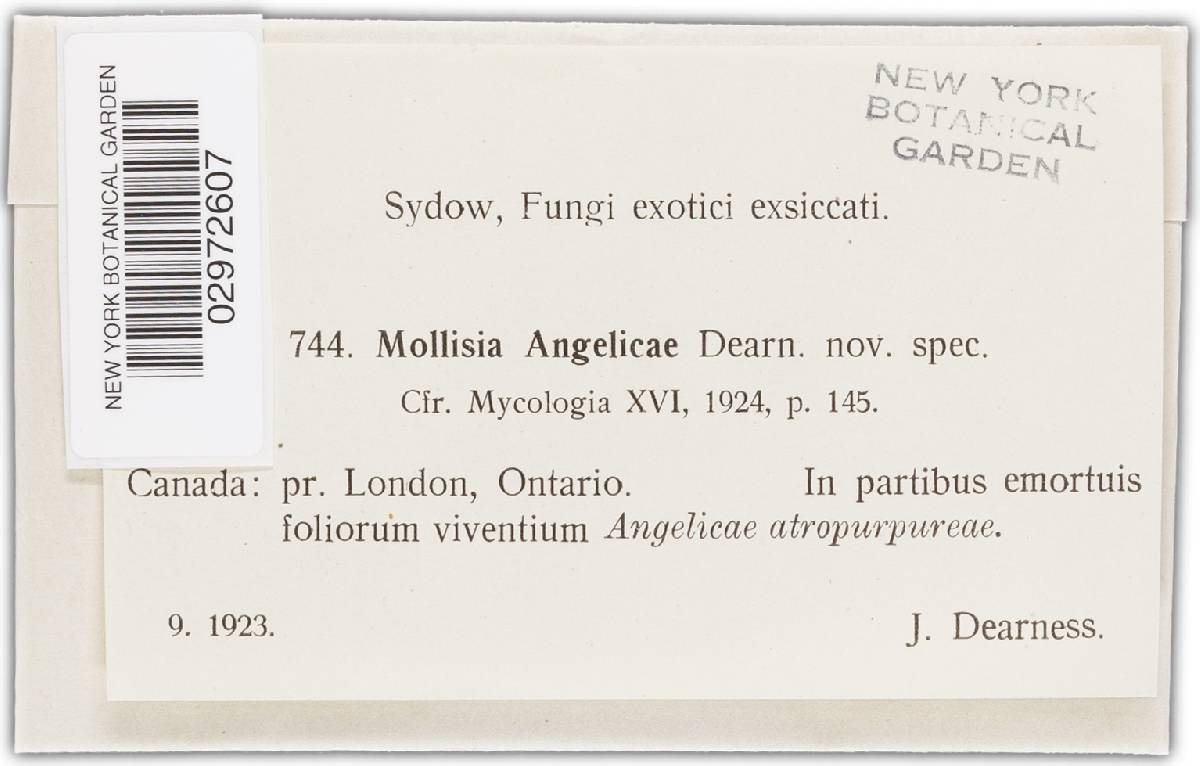 NEW YORK BOTANICAL GARDEN
02972607
NEW YORK
BOTANICAL
GARDEN
Sydow, Fungi exotici exsiccati.
744. Mollisia Angelicae Dearn. nov. spec.
Cfr. Mycologia XVI, 1924, p. 145.
Canada: pr. London, Ontario. In partibus emortuis
foliorum viventium Angelicae atropurpureae.
9. 1923. J. Dearness.